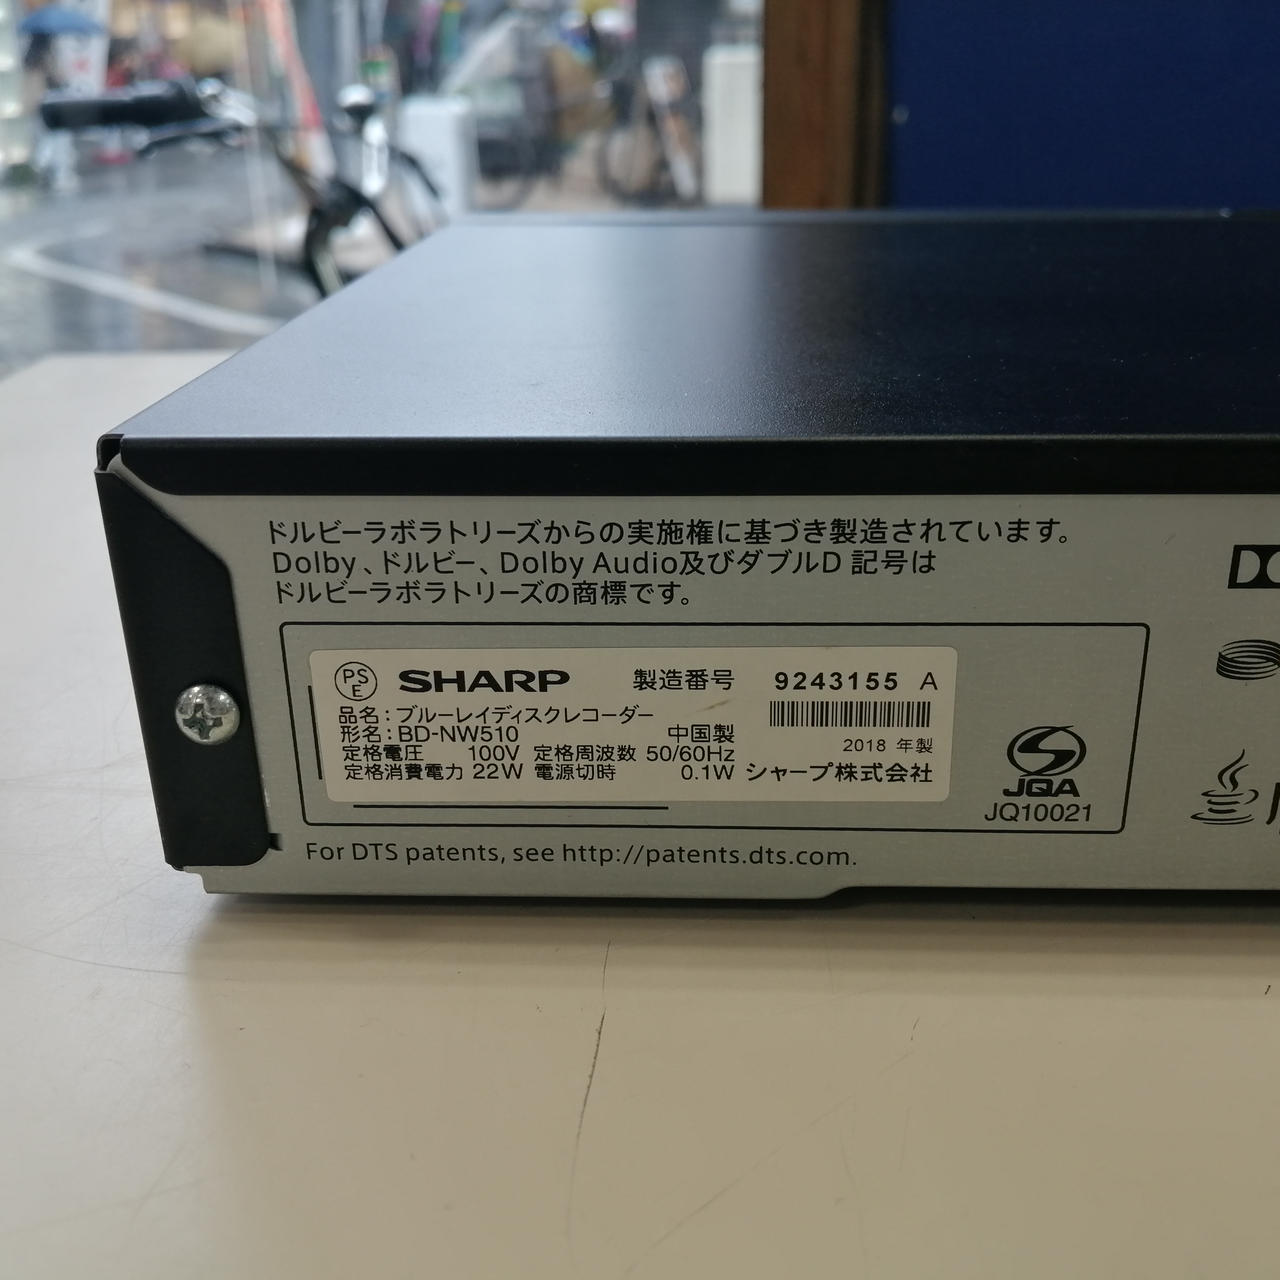 ドルビーラボラトリーズからの実施権に基づき製造されています。
Dolby、ドルビー、Dolby Audio及びダブルD 記号は
ドルビーラボラトリーズの商標です。
PSE SHARP 製造番号 9243155 A
品名：ブルーレイディスクレコーダー
形名：BD-NW510 中国製
定格電圧 100V 定格周波数 50/60Hz 2018 年製
定格消費電力 22W 電源切時 0.1W シャープ株式会社
JQA
JQ10021
For DTS patents, see http://patents.dts.com.